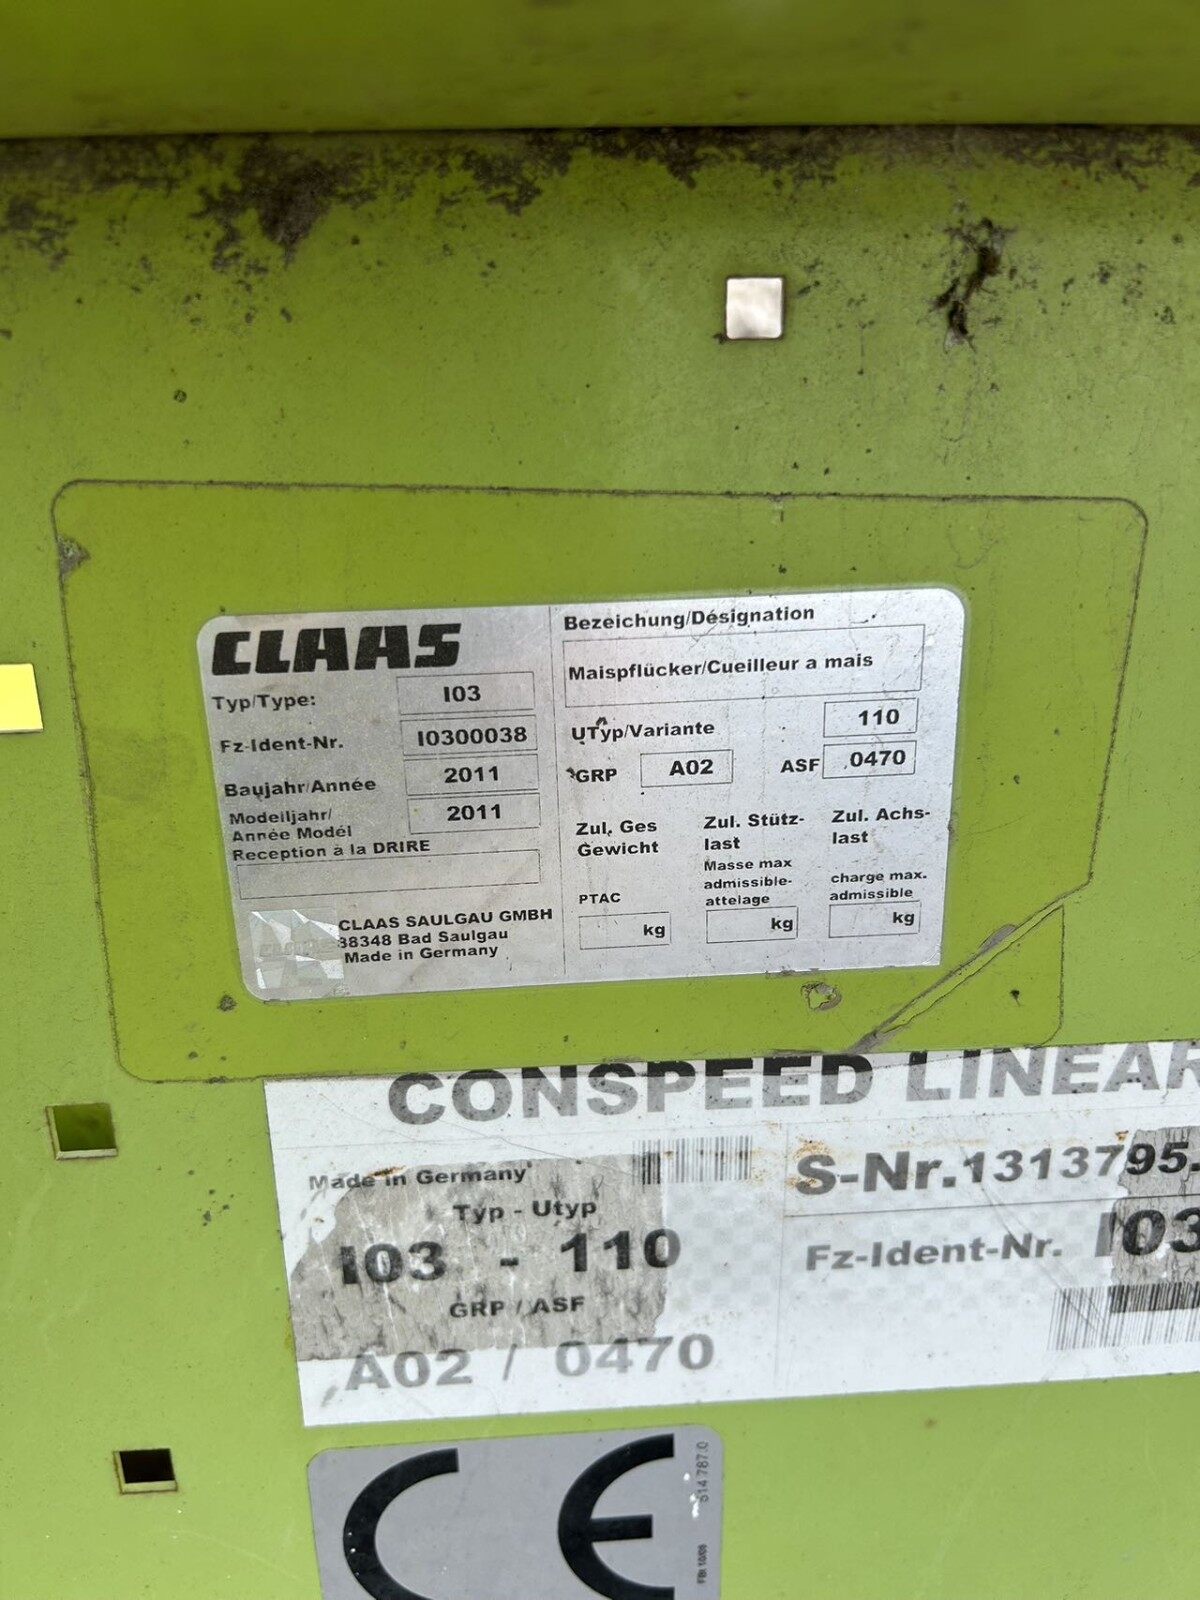 CLAAS
Typ/Type: I03
Fz-Ident-Nr. I0300038
Baujahr/Année 2011
Modelljahr/
Année Modél 2011
Reception a la DRIRE
CLAAS SAULGAU GMBH
88348 Bad Saulgau
Made in Germany
Bezeichung/Désignation
Maispflücker/Cueilleur a mais
UTyp/Variante 110
GRP A02 ASF 0470
Zul. Ges
Gewicht
PTAC
kg
Zul. Stütz-
last
Masse max
admissible-
attelage
kg
Zul. Achs-
last
charge max.
admissible
kg
CONSPEED LINEAR
Made in Germany
Typ - Utyp
I03 - 110
GRP / ASF
A02 / 0470
S-Nr.1313795.
Fz-Ident-Nr. I03
CE
514 787.0